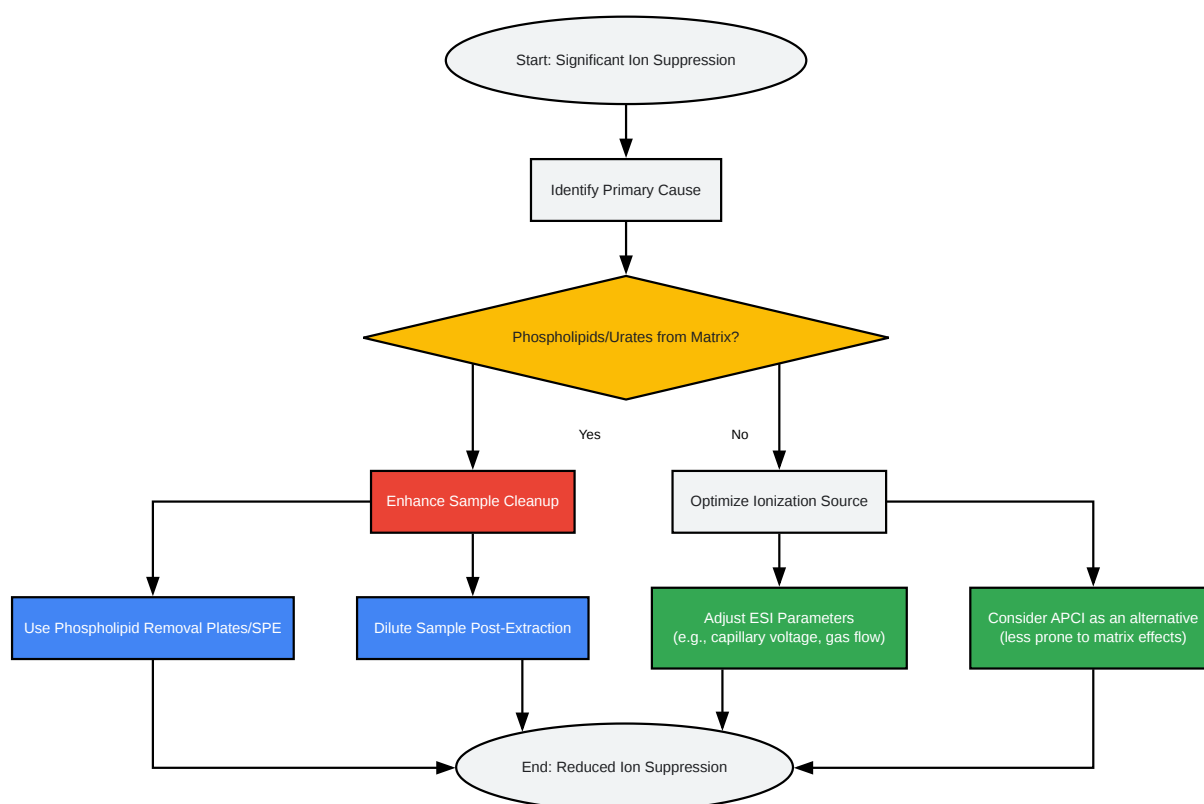 Start: Significant Ion Suppression
Identify Primary Cause
Phospholipids/Urates from Matrix?
Yes
No
Enhance Sample Cleanup
Optimize Ionization Source
Use Phospholipid Removal Plates/SPE
Dilute Sample Post-Extraction
Adjust ESI Parameters
(e.g., capillary voltage, gas flow)
Consider APCI as an alternative
(less prone to matrix effects)
End: Reduced Ion Suppression